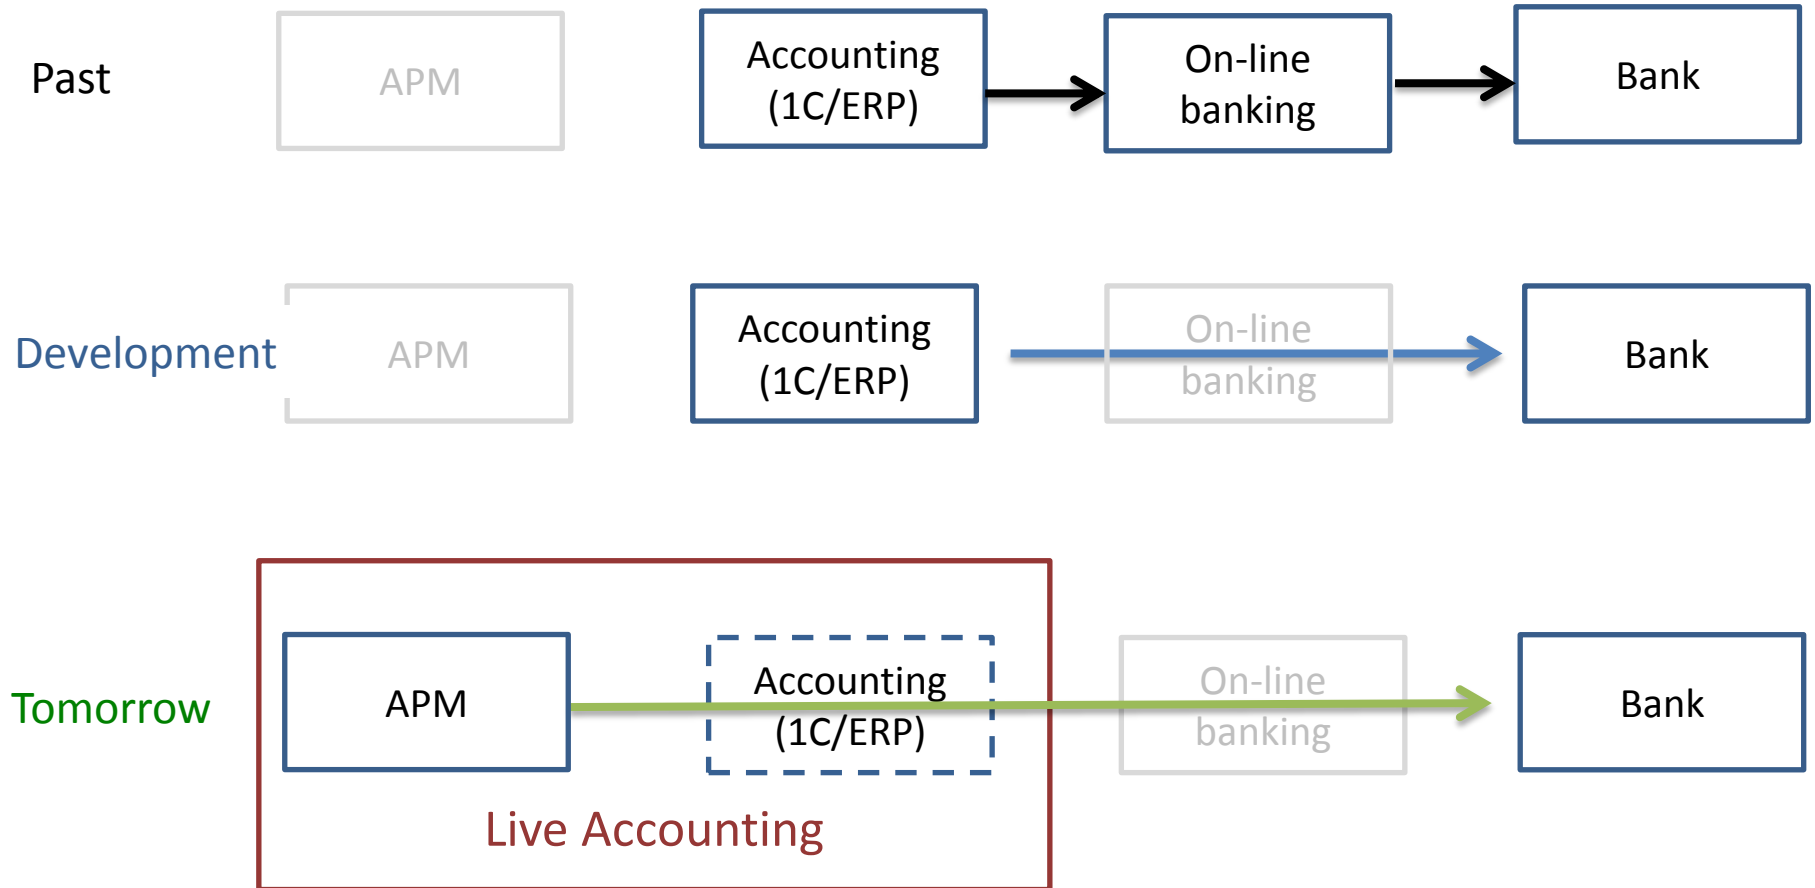 Past
APM
Accounting
(1C/ERP)
On-line
banking
Bank
Development
APM
Accounting
(1C/ERP)
On-line
banking
Bank
Tomorrow
APM
Accounting
(1C/ERP)
On-line
banking
Bank
Live Accounting